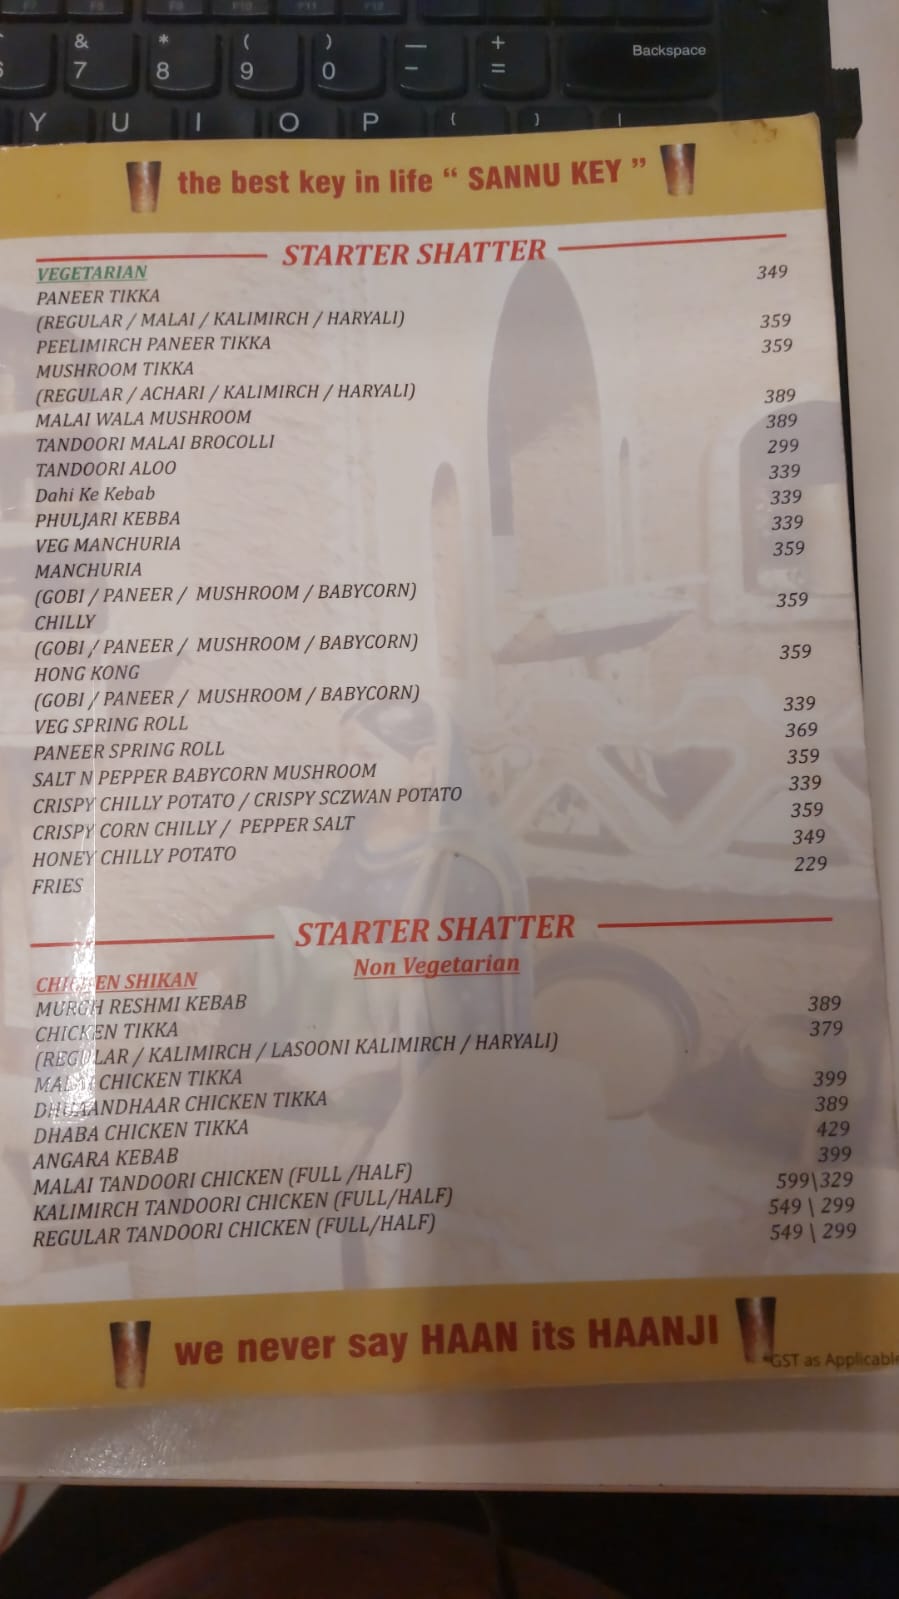 & * ( ) — +
7 8 9 0 - = Backspace
Y U I O P
the best key in life “ SANNU KEY ”
STARTER SHATTER
VEGETARIAN
PANEER TIKKA 349
(REGULAR / MALAI / KALIMIRCH / HARYALI)
PEELIMIRCH PANEER TIKKA 359
MUSHROOM TIKKA 359
(REGULAR / ACHARI / KALIMIRCH / HARYALI)
MALAI WALA MUSHROOM 389
TANDOORI MALAI BROCOLLI 389
TANDOORI ALOO 299
Dahi Ke Kebab 339
PHULJARI KEBBA 339
VEG MANCHURIA 339
MANCHURIA 359
(GOBI / PANEER / MUSHROOM / BABYCORN)
CHILLY 359
(GOBI / PANEER / MUSHROOM / BABYCORN)
HONG KONG 359
(GOBI / PANEER / MUSHROOM / BABYCORN)
VEG SPRING ROLL 339
PANEER SPRING ROLL 369
SALT N PEPPER BABYCORN MUSHROOM 359
CRISPY CHILLY POTATO / CRISPY SCZWAN POTATO 339
CRISPY CORN CHILLY / PEPPER SALT 359
HONEY CHILLY POTATO 349
FRIES 229
STARTER SHATTER
Non Vegetarian
CHICKEN SHIKAN
MURGH RESHMI KEBAB 389
CHICKEN TIKKA 379
(REGULAR / KALIMIRCH / LASOONI KALIMIRCH / HARYALI)
MALAI CHICKEN TIKKA 399
DHUAANDHAAR CHICKEN TIKKA 389
DHABA CHICKEN TIKKA 429
ANGARA KEBAB 399
MALAI TANDOORI CHICKEN (FULL /HALF) 599\329
KALIMIRCH TANDOORI CHICKEN (FULL/HALF) 549 \ 299
REGULAR TANDOORI CHICKEN (FULL/HALF) 549 \ 299
we never say HAAN its HAANJI
*GST as Applicable